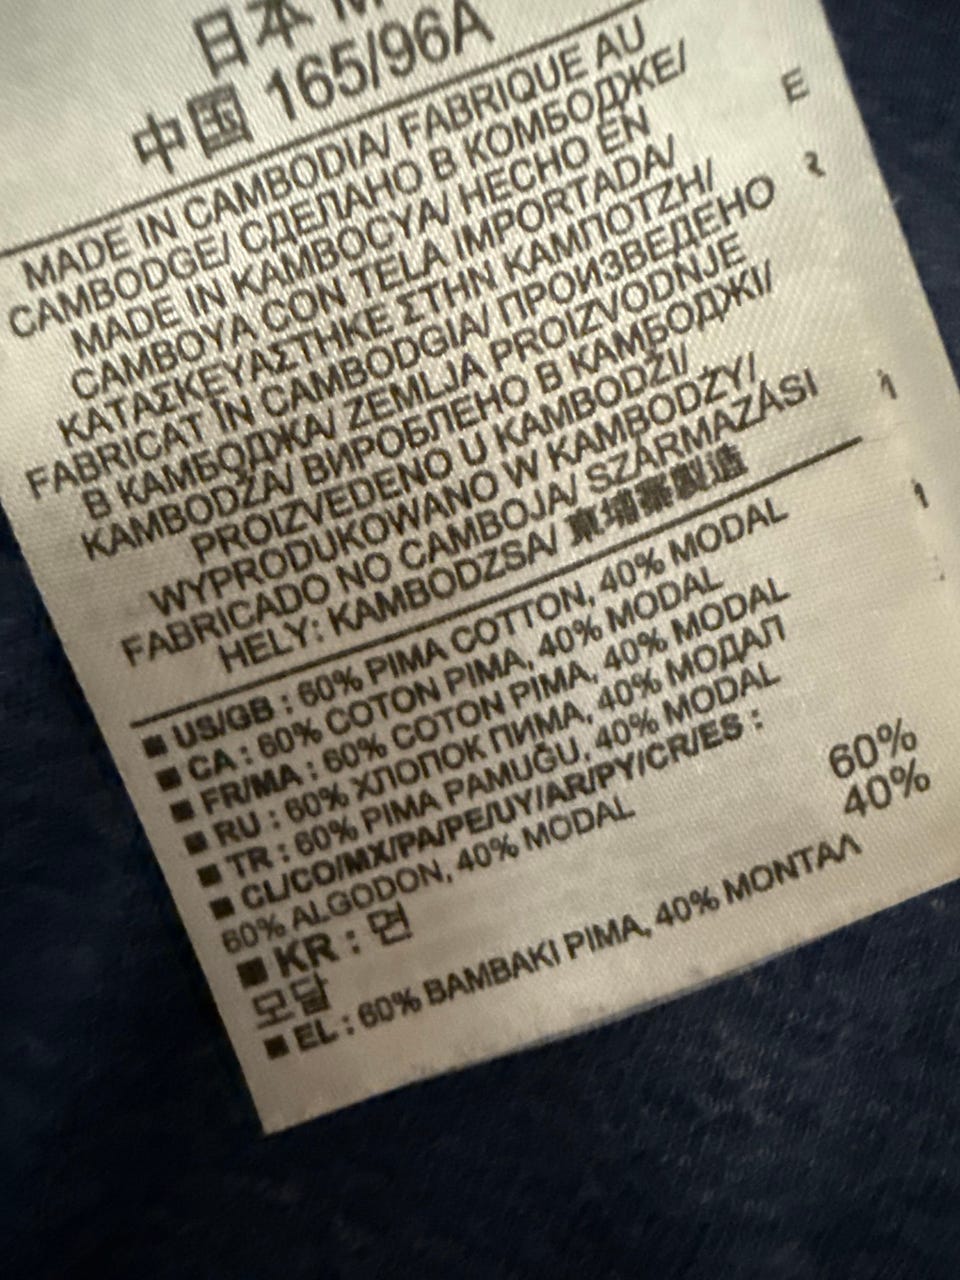 日本 M
中国 165/96A
MADE IN CAMBODIA/ FABRIQUE AU
CAMBODGE/ СДЕЛАНО В КОМБОДЖЕ/
MADE IN KAMBOCYA/ HECHO EN
CAMBOYA CON TELA IMPORTADA/
ΚΑΤΑΣΚΕΥΑΣΤΗΚΕ ΣΤΗΝ ΚΑΜΠΟΤΖΗ/
FABRICAT ÎN CAMBODGIA/ ПРОИЗВЕДЕНО
В КАМБОДЖА/ ZEMLJA PROIZVODNJE
KAMBODŽA/ ВИРОБЛЕНО В КАМБОДЖІ/
PROIZVEDENO U KAMBODŽI/
WYPRODUKOWANO W KAMBODŻY/
FABRICADO NO CAMBOJA/ SZÁRMAZÁSI
HELY: KAMBODZSA/ 柬埔寨製造
■ US/GB : 60% PIMA COTTON, 40% MODAL
■ CA : 60% COTON PIMA, 40% MODAL
■ FR/MA : 60% COTON PIMA, 40% MODAL
■ RU : 60% ХЛОПОК ПИМА, 40% МОДАЛ
■ TR : 60% PIMA PAMUĞU, 40% MODAL
■ CL/CO/MX/PA/PE/UY/AR/PY/CR/ES :
60% ALGODON, 40% MODAL
■ KR : 면 60%
모달 40%
■ EL : 60% ΒΑΜΒΑΚΙ PIMA, 40% ΜΟΝΤΑΛ